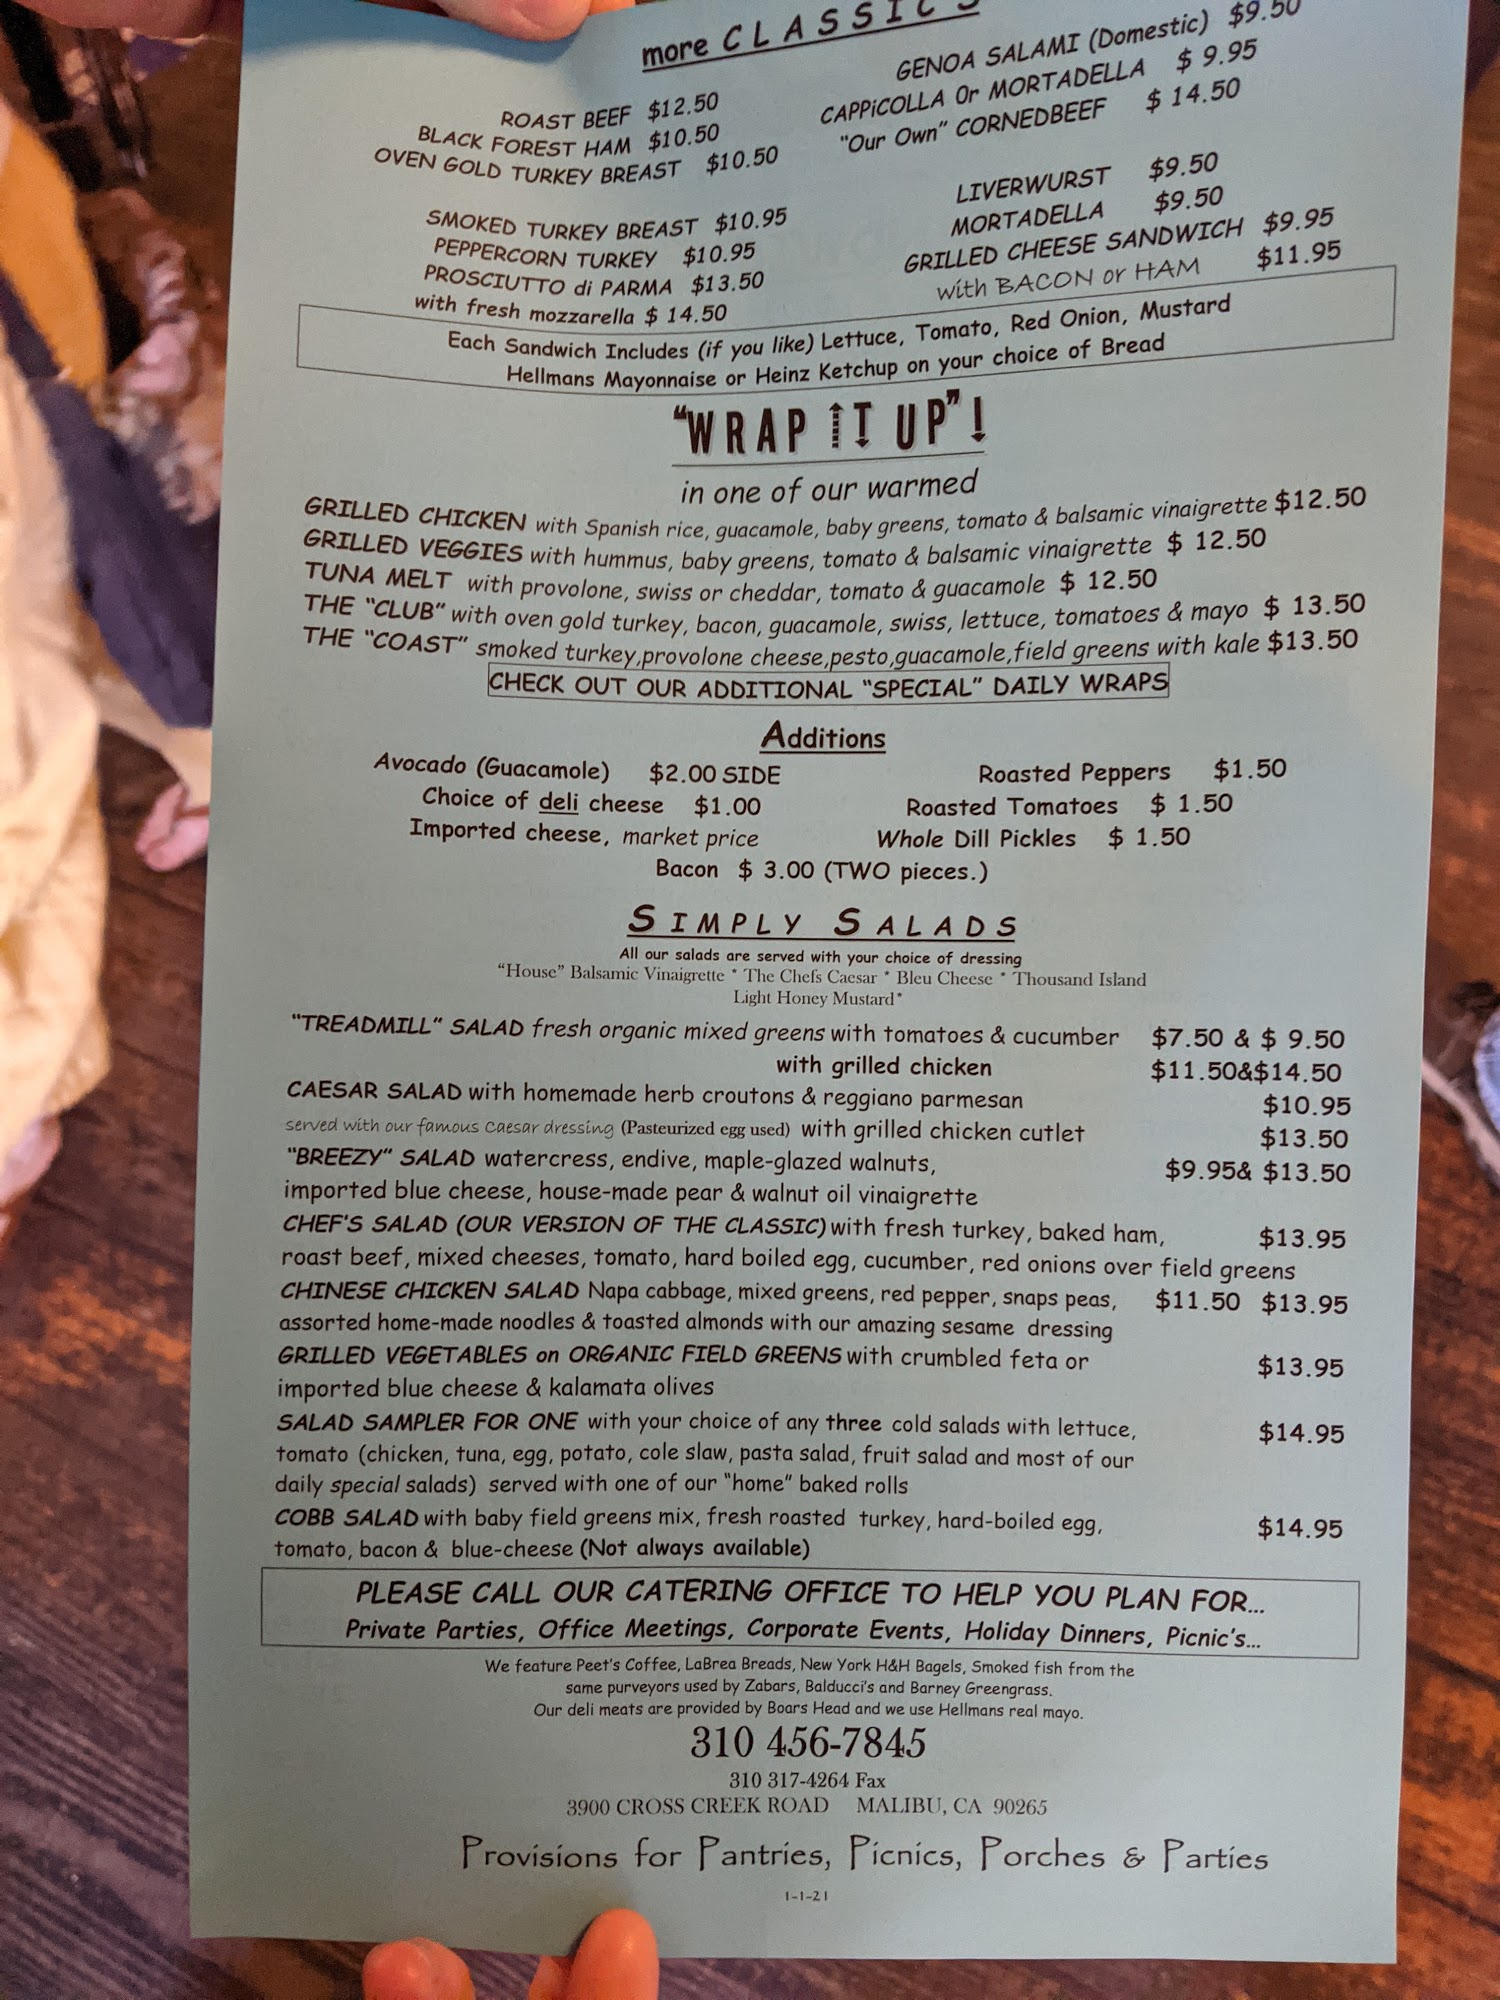 more CLASSICS
ROAST BEEF $12.50
BLACK FOREST HAM $10.50
OVEN GOLD TURKEY BREAST $10.50
SMOKED TURKEY BREAST $10.95
PEPPERCORN TURKEY $10.95
PROSCIUTTO di PARMA $13.50
with fresh mozzarella $ 14.50
GENOA SALAMI (Domestic) $9.50
CAPPiCOLLA Or MORTADELLA $ 9.95
"Our Own" CORNEDBEEF $ 14.50
LIVERWURST $9.50
MORTADELLA $9.50
GRILLED CHEESE SANDWICH $9.95
with BACON or HAM $11.95
Each Sandwich Includes (if you like) Lettuce, Tomato, Red Onion, Mustard
Hellmans Mayonnaise or Heinz Ketchup on your choice of Bread
"WRAP IT UP"!
in one of our warmed
GRILLED CHICKEN with Spanish rice, guacamole, baby greens, tomato & balsamic vinaigrette $12.50
GRILLED VEGGIES with hummus, baby greens, tomato & balsamic vinaigrette $ 12.50
TUNA MELT with provolone, swiss or cheddar, tomato & guacamole $ 12.50
THE "CLUB" with oven gold turkey, bacon, guacamole, swiss, lettuce, tomatoes & mayo $ 13.50
THE "COAST" smoked turkey,provolone cheese,pesto,guacamole,field greens with kale $13.50
CHECK OUT OUR ADDITIONAL "SPECIAL" DAILY WRAPS
Additions
Avocado (Guacamole) $2.00 SIDE
Choice of deli cheese $1.00
Imported cheese, market price
Roasted Peppers $1.50
Roasted Tomatoes $ 1.50
Whole Dill Pickles $ 1.50
Bacon $ 3.00 (TWO pieces.)
SIMPLY SALADS
All our salads are served with your choice of dressing
"House" Balsamic Vinaigrette * The Chefs Caesar * Bleu Cheese * Thousand Island
Light Honey Mustard*
"TREADMILL" SALAD fresh organic mixed greens with tomatoes & cucumber $7.50 & $ 9.50
with grilled chicken $11.50&$14.50
CAESAR SALAD with homemade herb croutons & reggiano parmesan $10.95
served with our famous Caesar dressing (Pasteurized egg used) with grilled chicken cutlet $13.50
"BREEZY" SALAD watercress, endive, maple-glazed walnuts, $9.95& $13.50
imported blue cheese, house-made pear & walnut oil vinaigrette
CHEF'S SALAD (OUR VERSION OF THE CLASSIC) with fresh turkey, baked ham, $13.95
roast beef, mixed cheeses, tomato, hard boiled egg, cucumber, red onions over field greens
CHINESE CHICKEN SALAD Napa cabbage, mixed greens, red pepper, snaps peas, $11.50 $13.95
assorted home-made noodles & toasted almonds with our amazing sesame dressing
GRILLED VEGETABLES on ORGANIC FIELD GREENS with crumbled feta or $13.95
imported blue cheese & kalamata olives
SALAD SAMPLER FOR ONE with your choice of any three cold salads with lettuce, $14.95
tomato (chicken, tuna, egg, potato, cole slaw, pasta salad, fruit salad and most of our
daily special salads) served with one of our "home" baked rolls
COBB SALAD with baby field greens mix, fresh roasted turkey, hard-boiled egg, $14.95
tomato, bacon & blue-cheese (Not always available)
PLEASE CALL OUR CATERING OFFICE TO HELP YOU PLAN FOR...
Private Parties, Office Meetings, Corporate Events, Holiday Dinners, Picnic's...
We feature Peet's Coffee, LaBrea Breads, New York H&H Bagels, Smoked fish from the
same purveyors used by Zabars, Balducci's and Barney Greengrass.
Our deli meats are provided by Boars Head and we use Hellmans real mayo.
310 456-7845
310 317-4264 Fax
3900 CROSS CREEK ROAD MALIBU, CA 90265
Provisions for Pantries, Picnics, Porches & Parties
1-1-21